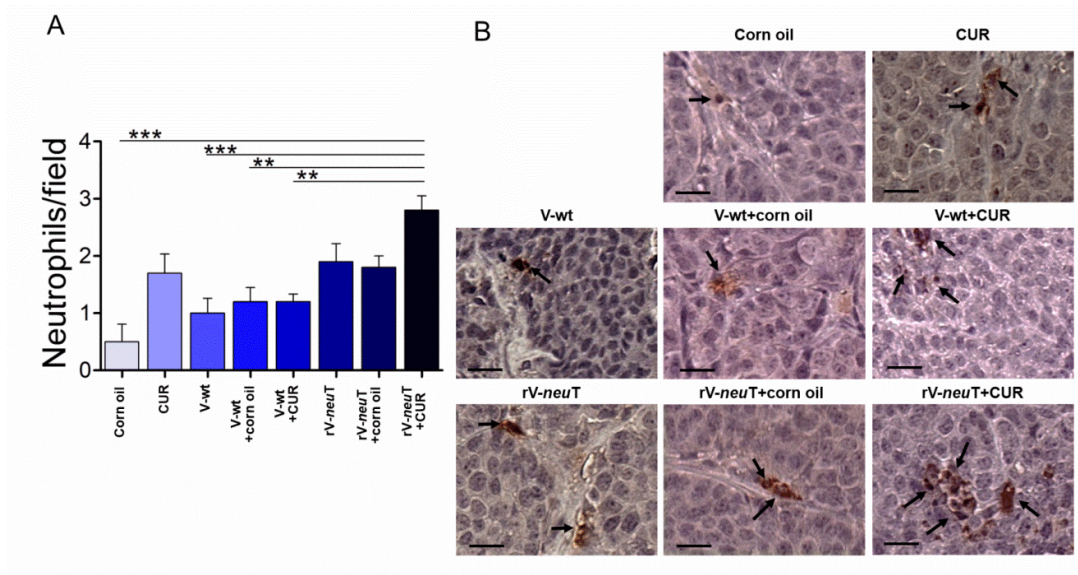 A
Neutrophils/field
4
3
2
1
0
***
***
**
**
Corn oil
CUR
V-wt
V-wt
+corn oil
V-wt
+CUR
rV-neuT
rV-neuT
+corn oil
rV-neuT
+CUR
B
Corn oil
CUR
V-wt
V-wt+corn oil
V-wt+CUR
rV-neuT
rV-neuT+corn oil
rV-neuT+CUR